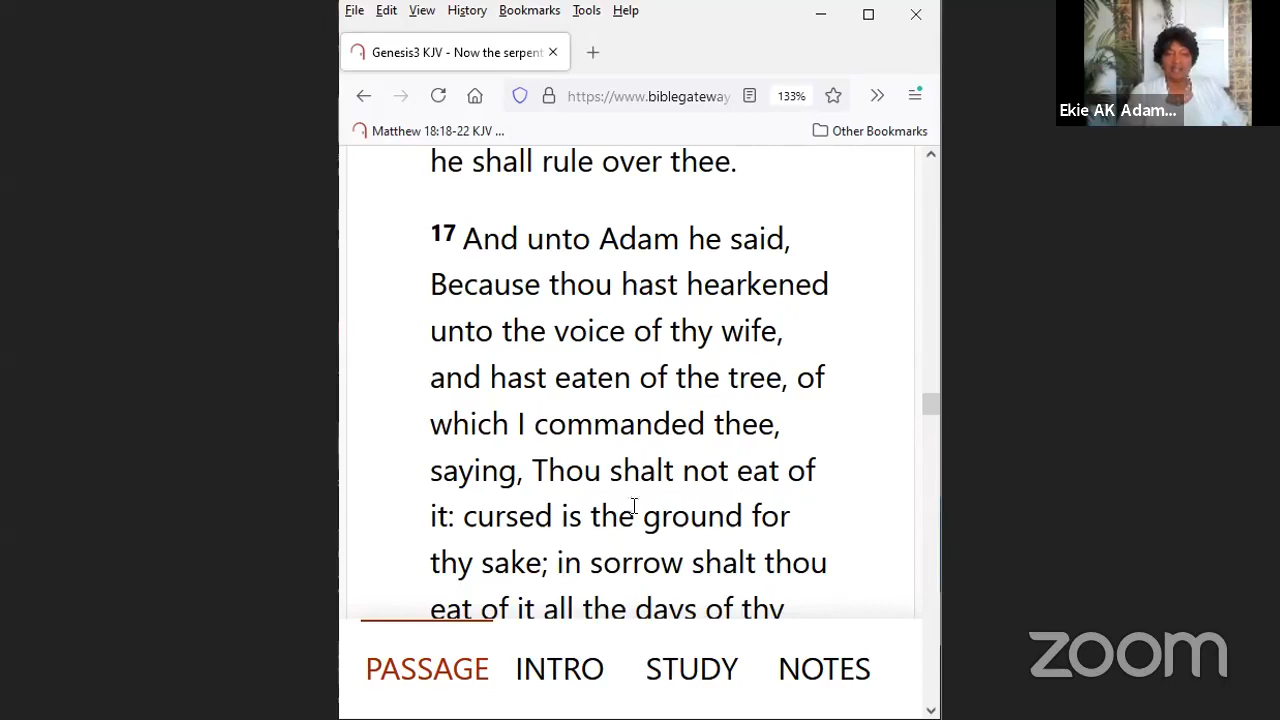 File Edit View History Bookmarks Tools Help
Genesis3 KJV - Now the serpent
https://www.biblegateway
133%
Matthew 18:18-22 KJV ...
Other Bookmarks
Ekie AK Adam...
he shall rule over thee.
17 And unto Adam he said,
Because thou hast hearkened
unto the voice of thy wife,
and hast eaten of the tree, of
which I commanded thee,
saying, Thou shalt not eat of
it: cursed is the ground for
thy sake; in sorrow shalt thou
eat of it all the days of thy
PASSAGE INTRO STUDY NOTES
zoom